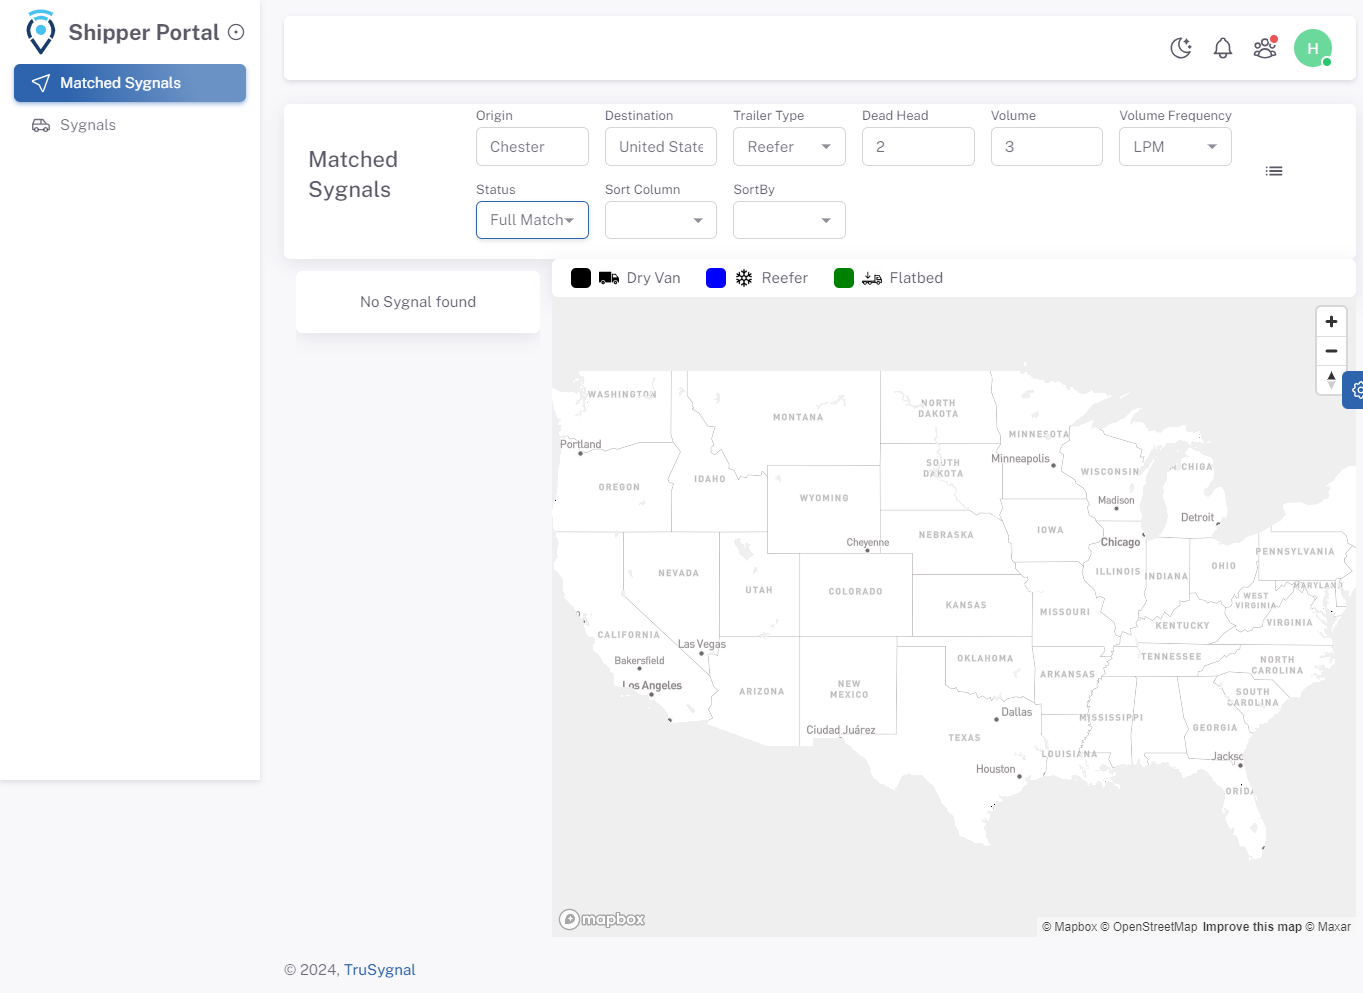 Shipper Portal
Matched Sygnals
Sygnals
H
Matched
Sygnals
Origin
Destination
Trailer Type
Dead Head
Volume
Volume Frequency
Chester
United State
Reefer
2
3
LPM
Status
Sort Column
SortBy
Full Match
No Sygnal found
Dry Van
Reefer
Flatbed
WASHINGTON
MONTANA
NORTH
DAKOTA
MINNESOTA
Portland
Minneapolis
SOUTH
DAKOTA
WISCONSIN
CHIGA
IDAHO
OREGON
WYOMING
Madison
Detroit
IOWA
NEBRASKA
Cheyenne
Chicago
PENNSYLVANIA
OHIO
ILLINOIS
INDIANA
NEVADA
UTAH
COLORADO
MARYLAND
WEST
VIRGINIA
KANSAS
MISSOURI
VIRGINIA
KENTUCKY
CALIFORNIA
Las Vegas
Bakersfield
OKLAHOMA
TENNESSEE
NORTH
CAROLINA
ARKANSAS
Los Angeles
ARIZONA
NEW
MEXICO
SOUTH
CAROLINA
Dallas
MISSISSIPPI
GEORGIA
Ciudad Juárez
TEXAS
LOUISIANA
Jacksc
Houston
ORIDA
mapbox
© Mapbox © OpenStreetMap Improve this map © Maxar
© 2024, TruSygnal